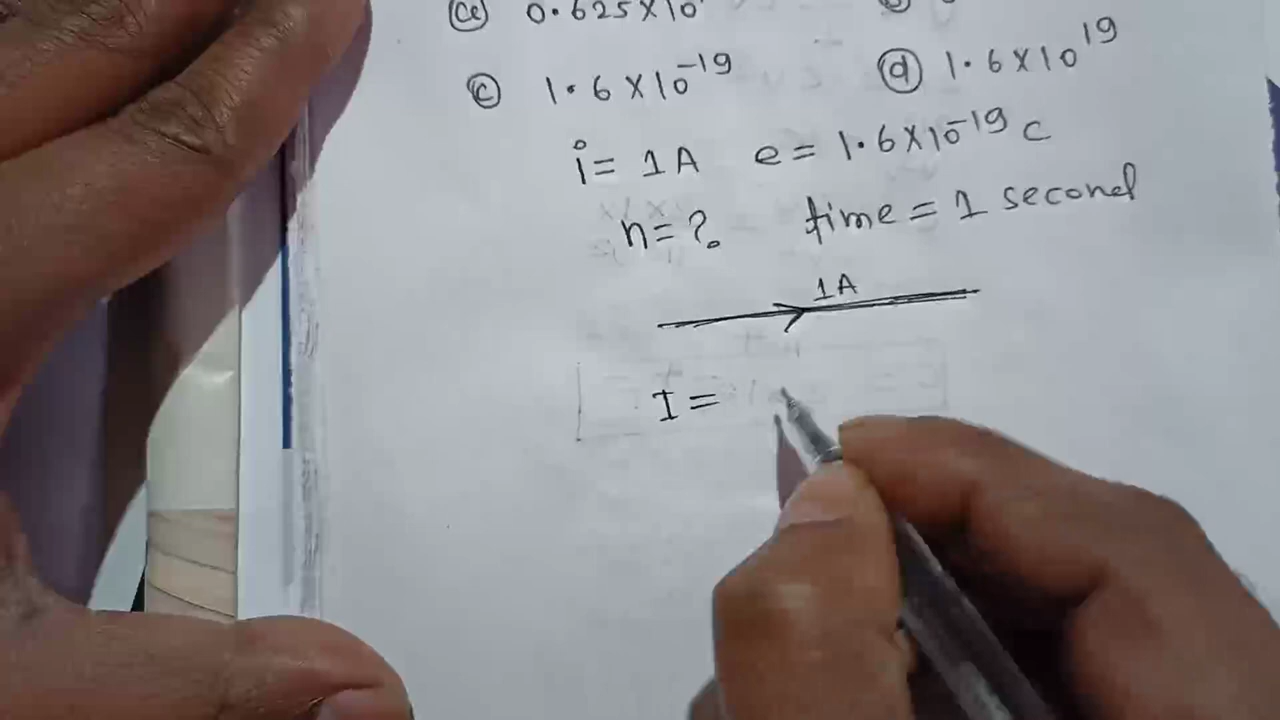 (a) 0.625×10
(c) 1.6×10⁻¹⁹ (d) 1.6×10¹⁹
i = 1A e = 1.6×10⁻¹⁹ C
n = ? time = 1 second
1A
I =